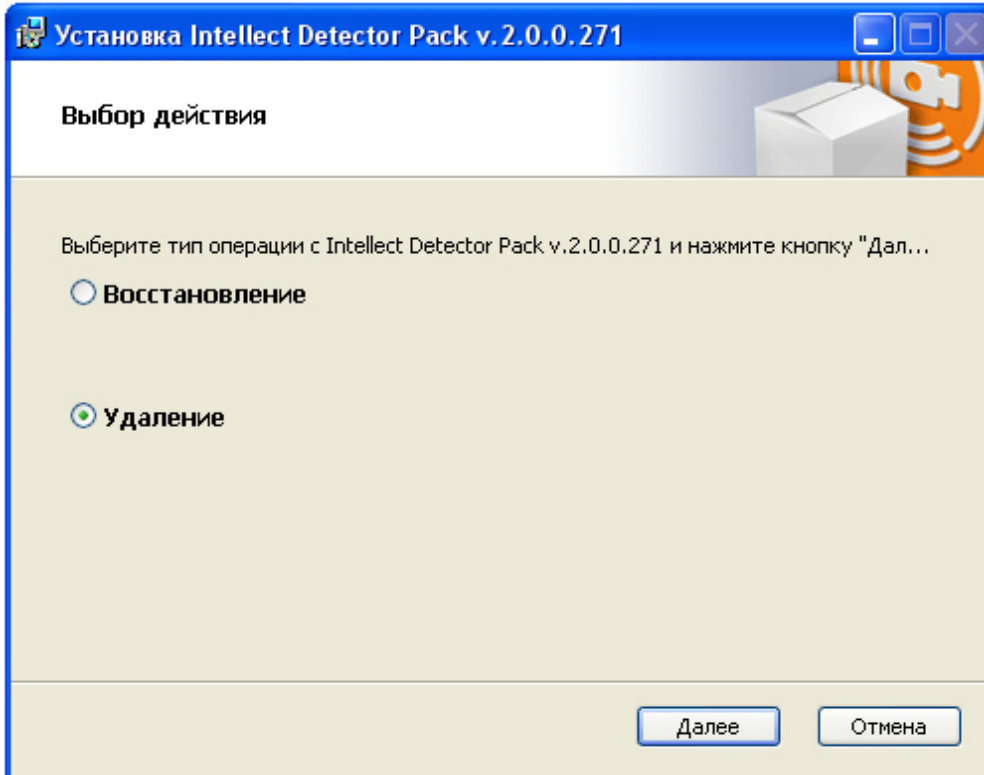 Установка Intellect Detector Pack v.2.0.0.271
Выбор действия
Выберите тип операции с Intellect Detector Pack v.2.0.0.271 и нажмите кнопку "Дал...
Восстановление
Удаление
Далее
Отмена